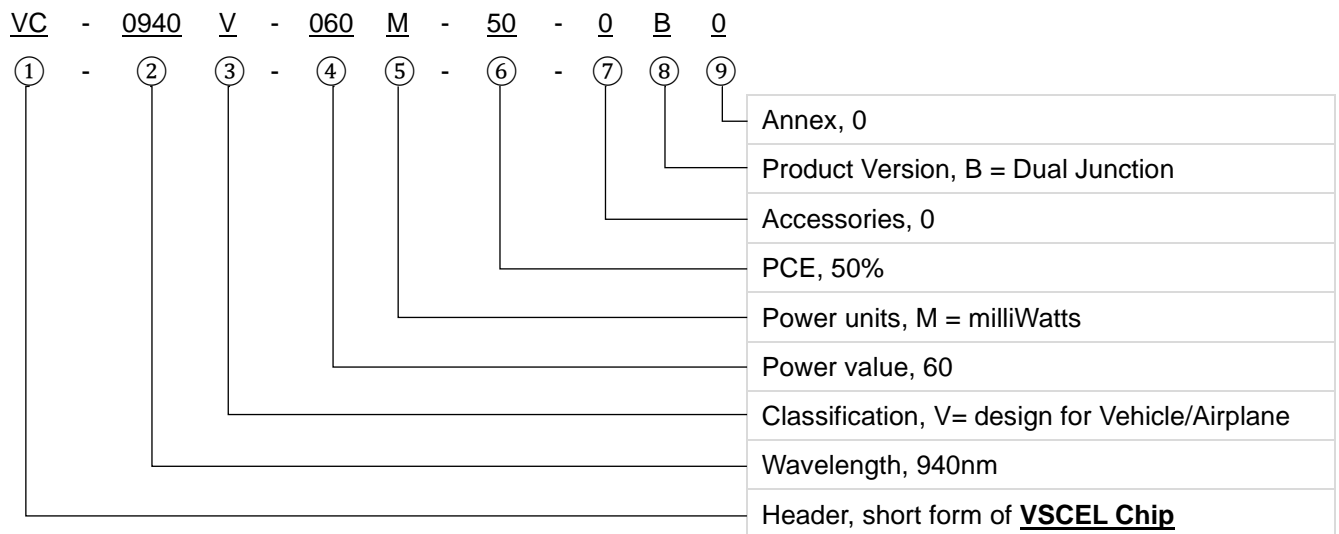 VC - 0940 V - 060 M - 50 - 0 B 0
① - ② ③ - ④ ⑤ - ⑥ - ⑦ ⑧ ⑨
Annex, 0
Product Version, B = Dual Junction
Accessories, 0
PCE, 50%
Power units, M = milliWatts
Power value, 60
Classification, V= design for Vehicle/Airplane
Wavelength, 940nm
Header, short form of VSCEL Chip